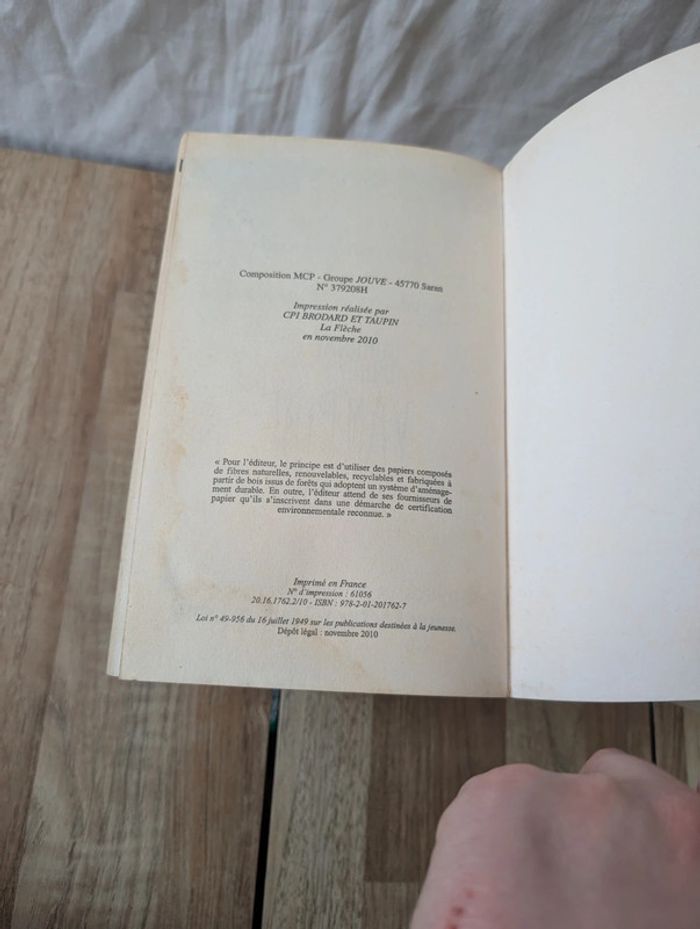 Composition MCP - Groupe JOUVE - 45770 Saran
N° 379208H
Impression réalisée par
CPI BRODARD ET TAUPIN
La Flèche
en novembre 2010
« Pour l'éditeur, le principe est d'utiliser des papiers composés
de fibres naturelles, renouvelables, recyclables et fabriquées à
partir de bois issus de forêts qui adoptent un système d'aménage-
ment durable. En outre, l'éditeur attend de ses fournisseurs de
papier qu'ils s'inscrivent dans une démarche de certification
environnementale reconnue. »
Imprimé en France
N° d'impression : 61056
20.16.1762.2/10 - ISBN : 978-2-01-201762-7
Loi n° 49-956 du 16 juillet 1949 sur les publications destinées à la jeunesse.
Dépôt légal : novembre 2010